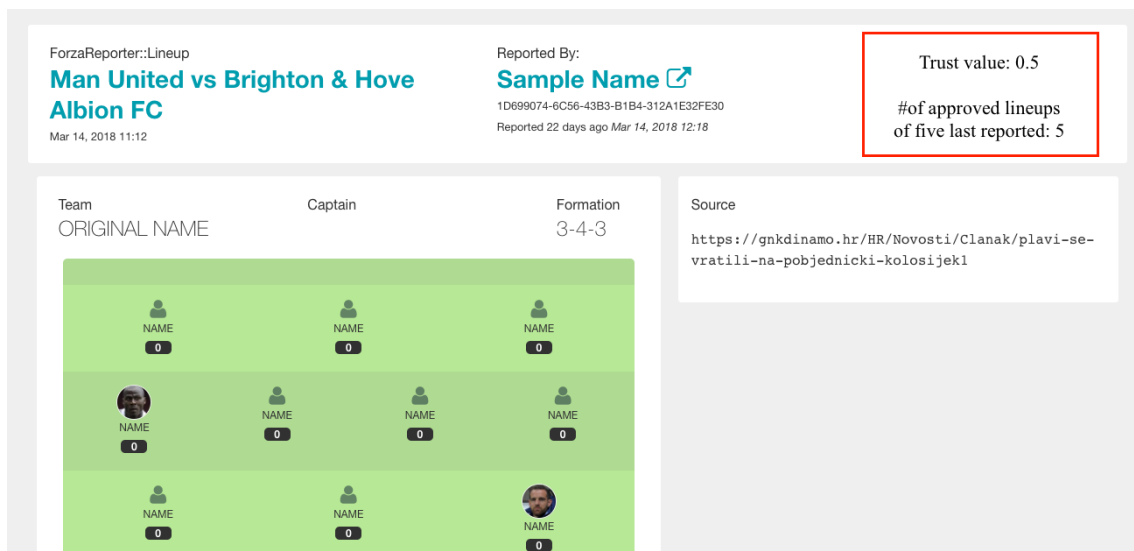 ForzaReporter::Lineup
Man United vs Brighton & Hove
Albion FC
Mar 14, 2018 11:12
Reported By:
Sample Name
1D699074-6C56-43B3-B1B4-312A1E32FE30
Reported 22 days ago Mar 14, 2018 12:18
Trust value: 0.5
#of approved lineups
of five last reported: 5
Team
ORIGINAL NAME
Captain
Formation
3-4-3
NAME NAME NAME
0 0 0
NAME NAME NAME NAME
0 0 0 0
NAME NAME NAME
0 0 0
Source
https://gnkdinamo.hr/HR/Novosti/Clanak/plavi-se-
vratili-na-pobjednicki-kolosijek1